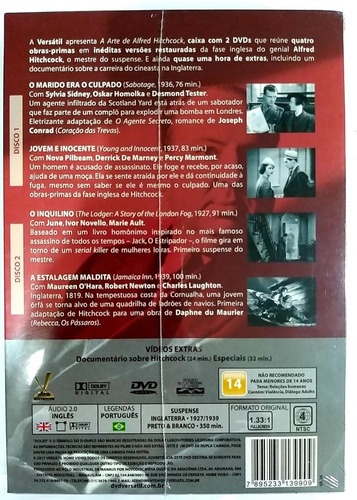 A Versátil apresenta A Arte de Alfred Hitchcock, caixa com 2 DVDs que reúne quatro
obras-primas em inéditas versões restauradas da fase inglesa do genial Alfred
Hitchcock, o mestre do suspense. E ainda quase uma hora de extras, incluindo um
documentário sobre a carreira do cineasta na Inglaterra.
DISCO 1
O MARIDO ERA O CULPADO (Sabotage, 1936, 76 min.)
Com Sylvia Sidney, Oskar Homolka e Desmond Tester.
Um agente infiltrado da Scotland Yard está atrás de um sabotador
que faz parte de um complô para explodir uma bomba em Londres.
Eletrizante adaptação de O Agente Secreto, romance de Joseph
Conrad (Coração das Trevas).
JOVEM E INOCENTE (Young and Innocent, 1937, 83 min.)
Com Nova Pilbeam, Derrick De Marney e Percy Marmont.
Um homem é acusado de assassinato. Ele foge e recebe, por acaso,
ajuda de uma moça. Ela se sente atraída por ele e dá continuidade à
fuga, mesmo sem saber se ele é mesmo o culpado. Uma das
obras-primas da fase inglesa de Hitchcock.
DISCO 2
O INQUILINO (The Lodger: A Story of the London Fog, 1927, 91 min.)
Com June, Ivor Novello, Marie Ault.
Baseado em um livro homônimo inspirado no mais famoso
assassino de todos os tempos – Jack, O Estripador –, o filme gira em
torno de um serial killer de mulheres loiras. Primeiro suspense do
mestre.
A ESTALAGEM MALDITA (Jamaica Inn, 1939, 100 min.)
Com Maureen O'Hara, Robert Newton e Charles Laughton.
Inglaterra, 1819. Na tempestuosa costa da Cornualha, uma jovem
órfã se torna alvo de uma quadrilha de ladrões de navios. Primeira
adaptação de Hitchcock para uma obra de Daphne du Maurier
(Rebecca, Os Pássaros).
VÍDEOS EXTRAS
Documentário sobre Hitchcock (24 min.) Especiais (32 min.)
DOLBY
DIGITAL
DVD
VIDEO
14
NÃO RECOMENDADO
PARA MENORES DE 14 ANOS
Tema: Relações humanas
Contém: Violência, Diálogo Adulto
ÁUDIO 2.0
INGLÊS
LEGENDAS
PORTUGUÊS
SUSPENSE
INGLATERRA • 1927/1939
PRETO & BRANCO • 350 min.
FORMATO
1.33:1
FULLSCREEN
4
NTSC
www.dvdversatil.com.br
7895233139909